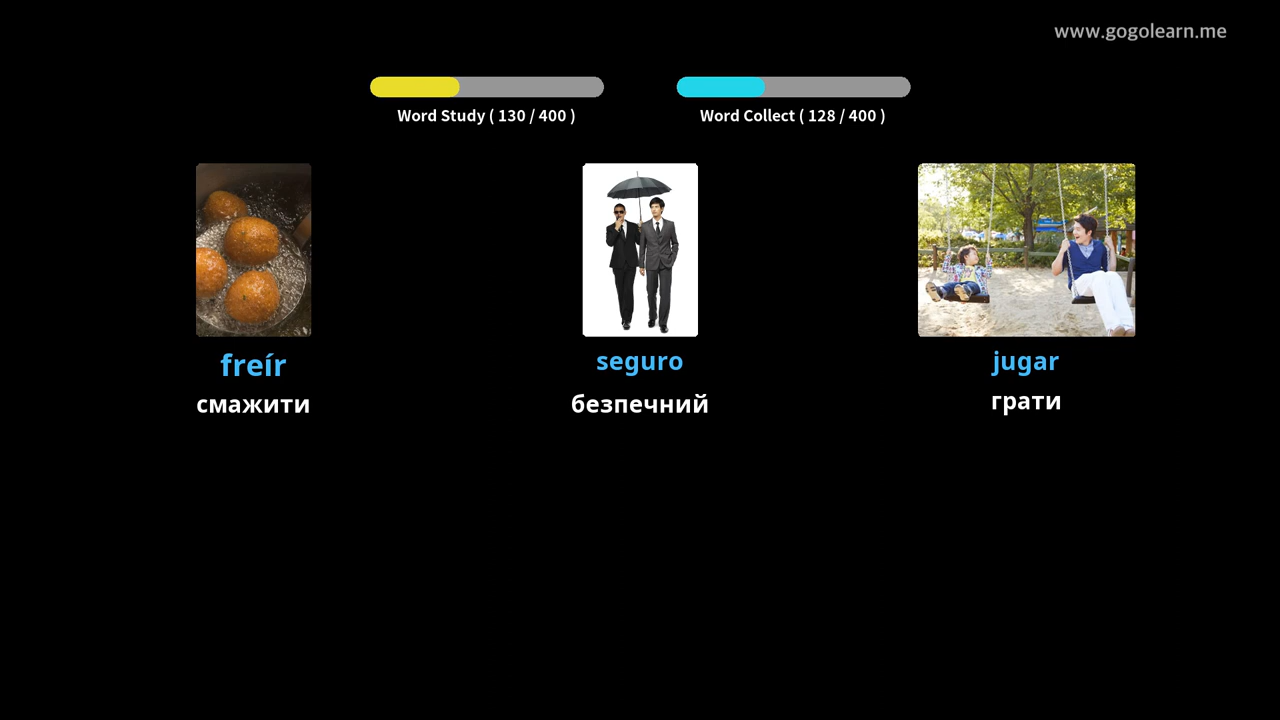 www.gogolearn.me
Word Study ( 130 / 400 )
Word Collect ( 128 / 400 )
freír
seguro
jugar
смажити
безпечний
грати